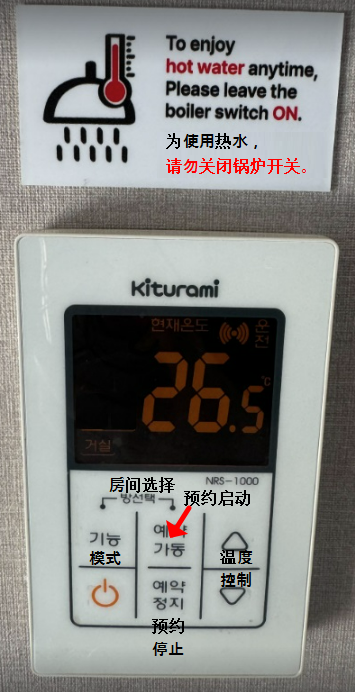 To enjoy
hot water anytime,
Please leave the
boiler switch ON.
为使用热水，
请勿关闭锅炉开关。
Kiturami
현재온도
운전
26.5
℃
거실
NRS-1000
房间选择
방선택
预约启动
기능
模式
예약
가동
温度
控制
예약
정지
预约
停止